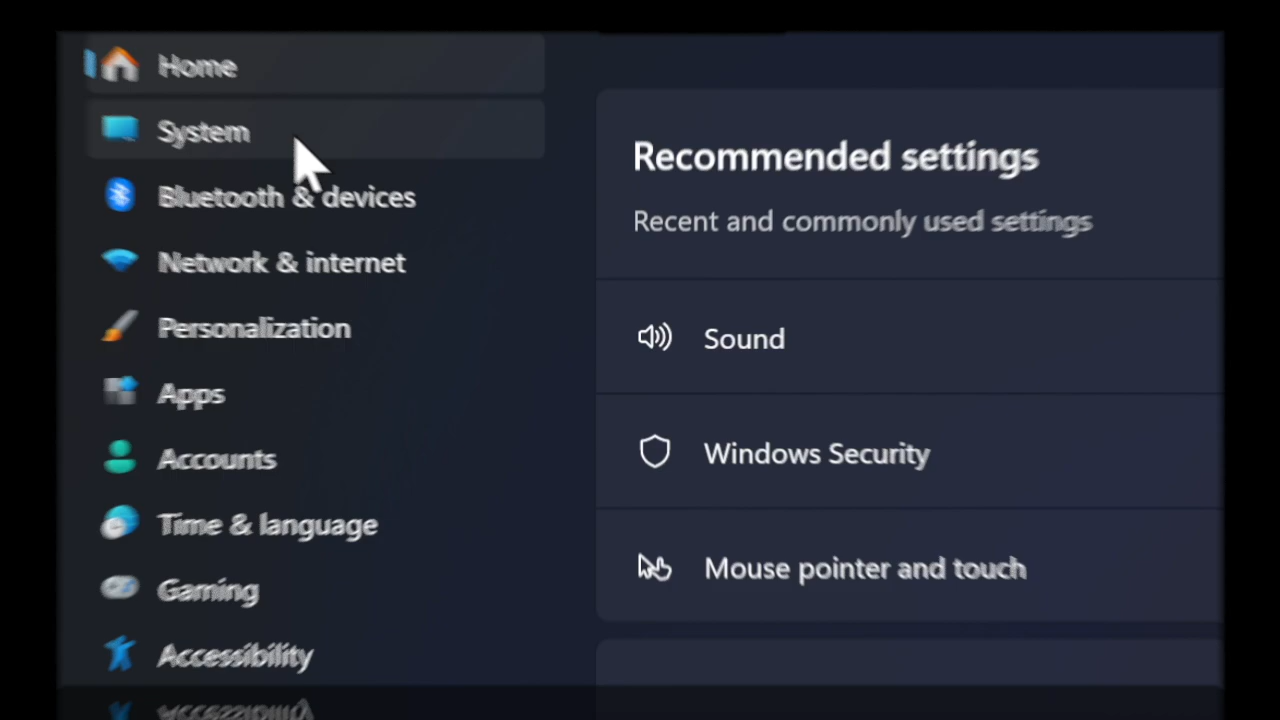 Home
System
Bluetooth & devices
Network & internet
Personalization
Apps
Accounts
Time & language
Gaming
Accessibility
Recommended settings
Recent and commonly used settings
Sound
Windows Security
Mouse pointer and touch